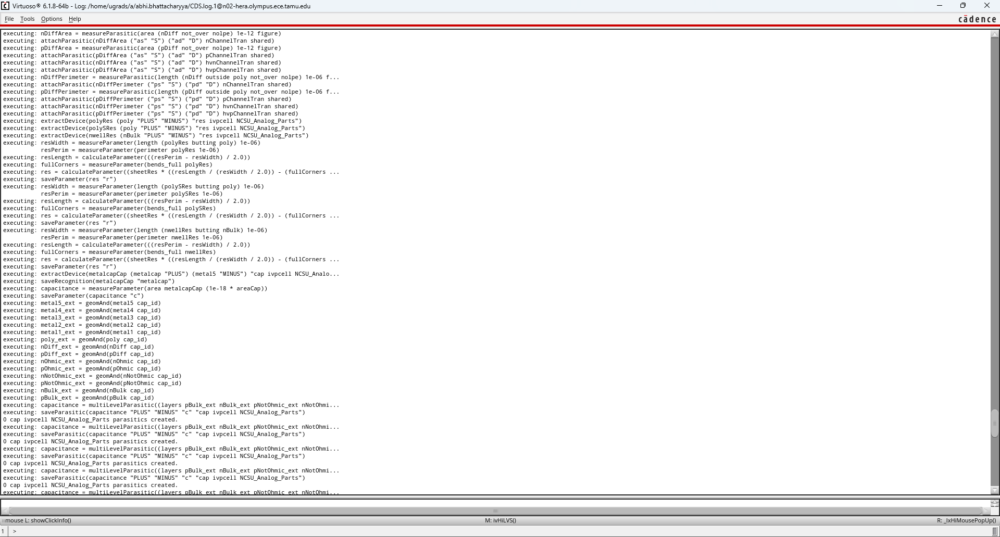 Virtuoso® 6.1.8-64b - Log: /home/ugrads/a/abhi.bhattacharyya/CDS.log.1@n02-hera.olympus.ece.tamu.edu
File Tools Options Help cādence
executing: nDiffArea = measureParasitic(area (nDiff not_over nolpe) 1e-12 figure)
executing: attachParasitic(nDiffArea ("as" "S") ("ad" "D") nChannelTran shared)
executing: pDiffArea = measureParasitic(area (pDiff not_over nolpe) 1e-12 figure)
executing: attachParasitic(pDiffArea ("as" "S") ("ad" "D") pChannelTran shared)
executing: attachParasitic(nDiffArea ("as" "S") ("ad" "D") hvnChannelTran shared)
executing: attachParasitic(pDiffArea ("as" "S") ("ad" "D") hvpChannelTran shared)
executing: nDiffPerimeter = measureParasitic(length (nDiff outside poly not_over nolpe) 1e-06 f...
executing: attachParasitic(nDiffPerimeter ("ps" "S") ("pd" "D") nChannelTran shared)
executing: pDiffPerimeter = measureParasitic(length (pDiff outside poly not_over nolpe) 1e-06 f...
executing: attachParasitic(pDiffPerimeter ("ps" "S") ("pd" "D") pChannelTran shared)
executing: attachParasitic(nDiffPerimeter ("ps" "S") ("pd" "D") hvnChannelTran shared)
executing: attachParasitic(pDiffPerimeter ("ps" "S") ("pd" "D") hvpChannelTran shared)
executing: extractDevice(polyRes (poly "PLUS" "MINUS") "res ivpcell NCSU_Analog_Parts")
executing: extractDevice(polySRes (poly "PLUS" "MINUS") "res ivpcell NCSU_Analog_Parts")
executing: extractDevice(nwellRes (nBulk "PLUS" "MINUS") "res ivpcell NCSU_Analog_Parts")
executing: resWidth = measureParameter(length (polyRes butting poly) 1e-06)
resPerim = measureParameter(perimeter polyRes 1e-06)
executing: resLength = calculateParameter(((resPerim - resWidth) / 2.0))
executing: fullCorners = measureParameter(bends_full polyRes)
executing: res = calculateParameter((sheetRes * ((resLength / (resWidth / 2.0)) - (fullCorners ...
executing: saveParameter(res "r")
executing: resWidth = measureParameter(length (polySRes butting poly) 1e-06)
resPerim = measureParameter(perimeter polySRes 1e-06)
executing: resLength = calculateParameter(((resPerim - resWidth) / 2.0))
executing: fullCorners = measureParameter(bends_full polySRes)
executing: res = calculateParameter((sheetRes * ((resLength / (resWidth / 2.0)) - (fullCorners ...
executing: saveParameter(res "r")
executing: resWidth = measureParameter(length (nwellRes butting nBulk) 1e-06)
resPerim = measureParameter(perimeter nwellRes 1e-06)
executing: resLength = calculateParameter(((resPerim - resWidth) / 2.0))
executing: fullCorners = measureParameter(bends_full nwellRes)
executing: res = calculateParameter((sheetRes * ((resLength / (resWidth / 2.0)) - (fullCorners ...
executing: saveParameter(res "r")
executing: extractDevice(metalcapCap (metalcap "PLUS") (metal5 "MINUS") "cap ivpcell NCSU_Analo...
executing: saveRecognition(metalcapCap "metalcap")
executing: capacitance = measureParameter(area metalcapCap (1e-18 * areaCap))
executing: saveParameter(capacitance "c")
executing: metal5_ext = geomAnd(metal5 cap_id)
executing: metal4_ext = geomAnd(metal4 cap_id)
executing: metal3_ext = geomAnd(metal3 cap_id)
executing: metal2_ext = geomAnd(metal2 cap_id)
executing: metal1_ext = geomAnd(metal1 cap_id)
executing: poly_ext = geomAnd(poly cap_id)
executing: nDiff_ext = geomAnd(nDiff cap_id)
executing: pDiff_ext = geomAnd(pDiff cap_id)
executing: nOhmic_ext = geomAnd(nOhmic cap_id)
executing: pOhmic_ext = geomAnd(pOhmic cap_id)
executing: nNotOhmic_ext = geomAnd(nNotOhmic cap_id)
executing: pNotOhmic_ext = geomAnd(pNotOhmic cap_id)
executing: nBulk_ext = geomAnd(nBulk cap_id)
executing: pBulk_ext = geomAnd(pBulk cap_id)
executing: capacitance = multiLevelParasitic((layers pBulk_ext nBulk_ext pNotOhmic_ext nNotOhmi...
executing: saveParasitic(capacitance "PLUS" "MINUS" "c" "cap ivpcell NCSU_Analog_Parts")
0 cap ivpcell NCSU_Analog_Parts parasitics created.
executing: capacitance = multiLevelParasitic((layers pBulk_ext nBulk_ext pNotOhmic_ext nNotOhmi...
executing: saveParasitic(capacitance "PLUS" "MINUS" "c" "cap ivpcell NCSU_Analog_Parts")
0 cap ivpcell NCSU_Analog_Parts parasitics created.
executing: capacitance = multiLevelParasitic((layers pBulk_ext nBulk_ext pNotOhmic_ext nNotOhmi...
executing: saveParasitic(capacitance "PLUS" "MINUS" "c" "cap ivpcell NCSU_Analog_Parts")
0 cap ivpcell NCSU_Analog_Parts parasitics created.
executing: capacitance = multiLevelParasitic((layers pBulk_ext nBulk_ext pNotOhmic_ext nNotOhmi...
executing: saveParasitic(capacitance "PLUS" "MINUS" "c" "cap ivpcell NCSU_Analog_Parts")
0 cap ivpcell NCSU_Analog_Parts parasitics created.
executing: capacitance = multiLevelParasitic((layers pBulk_ext nBulk_ext pNotOhmic_ext nNotOhmi...
mouse L: showClickInfo() M: ivHiLVS() R: _lxHiMousePopUp()
1 >